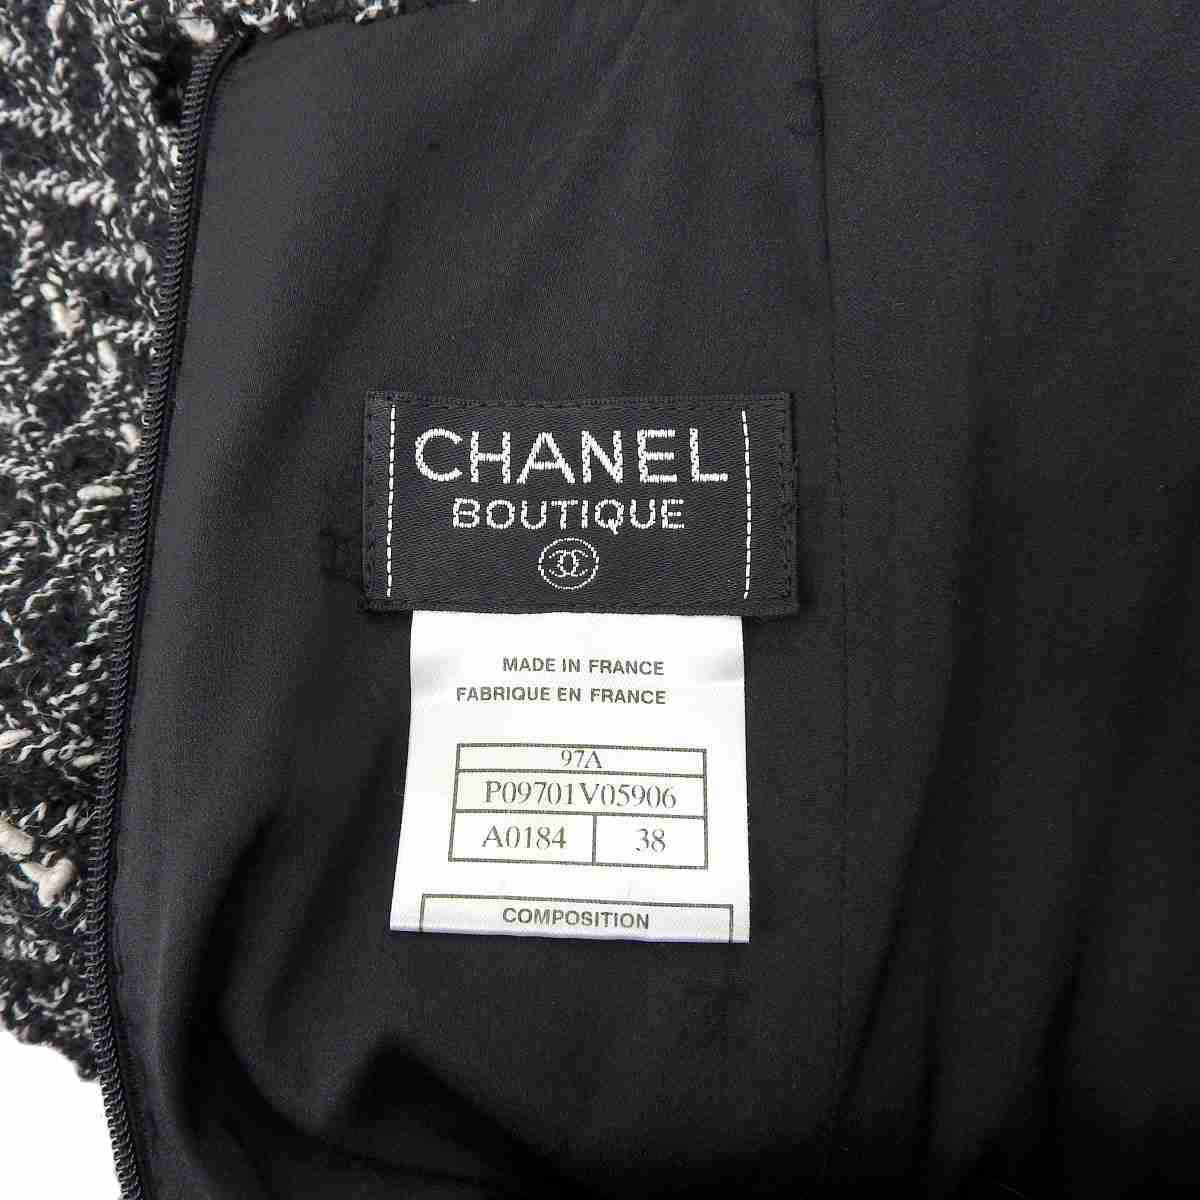 CHANEL
BOUTIQUE
MADE IN FRANCE
FABRIQUE EN FRANCE
97A
P09701V05906
A0184 38
COMPOSITION